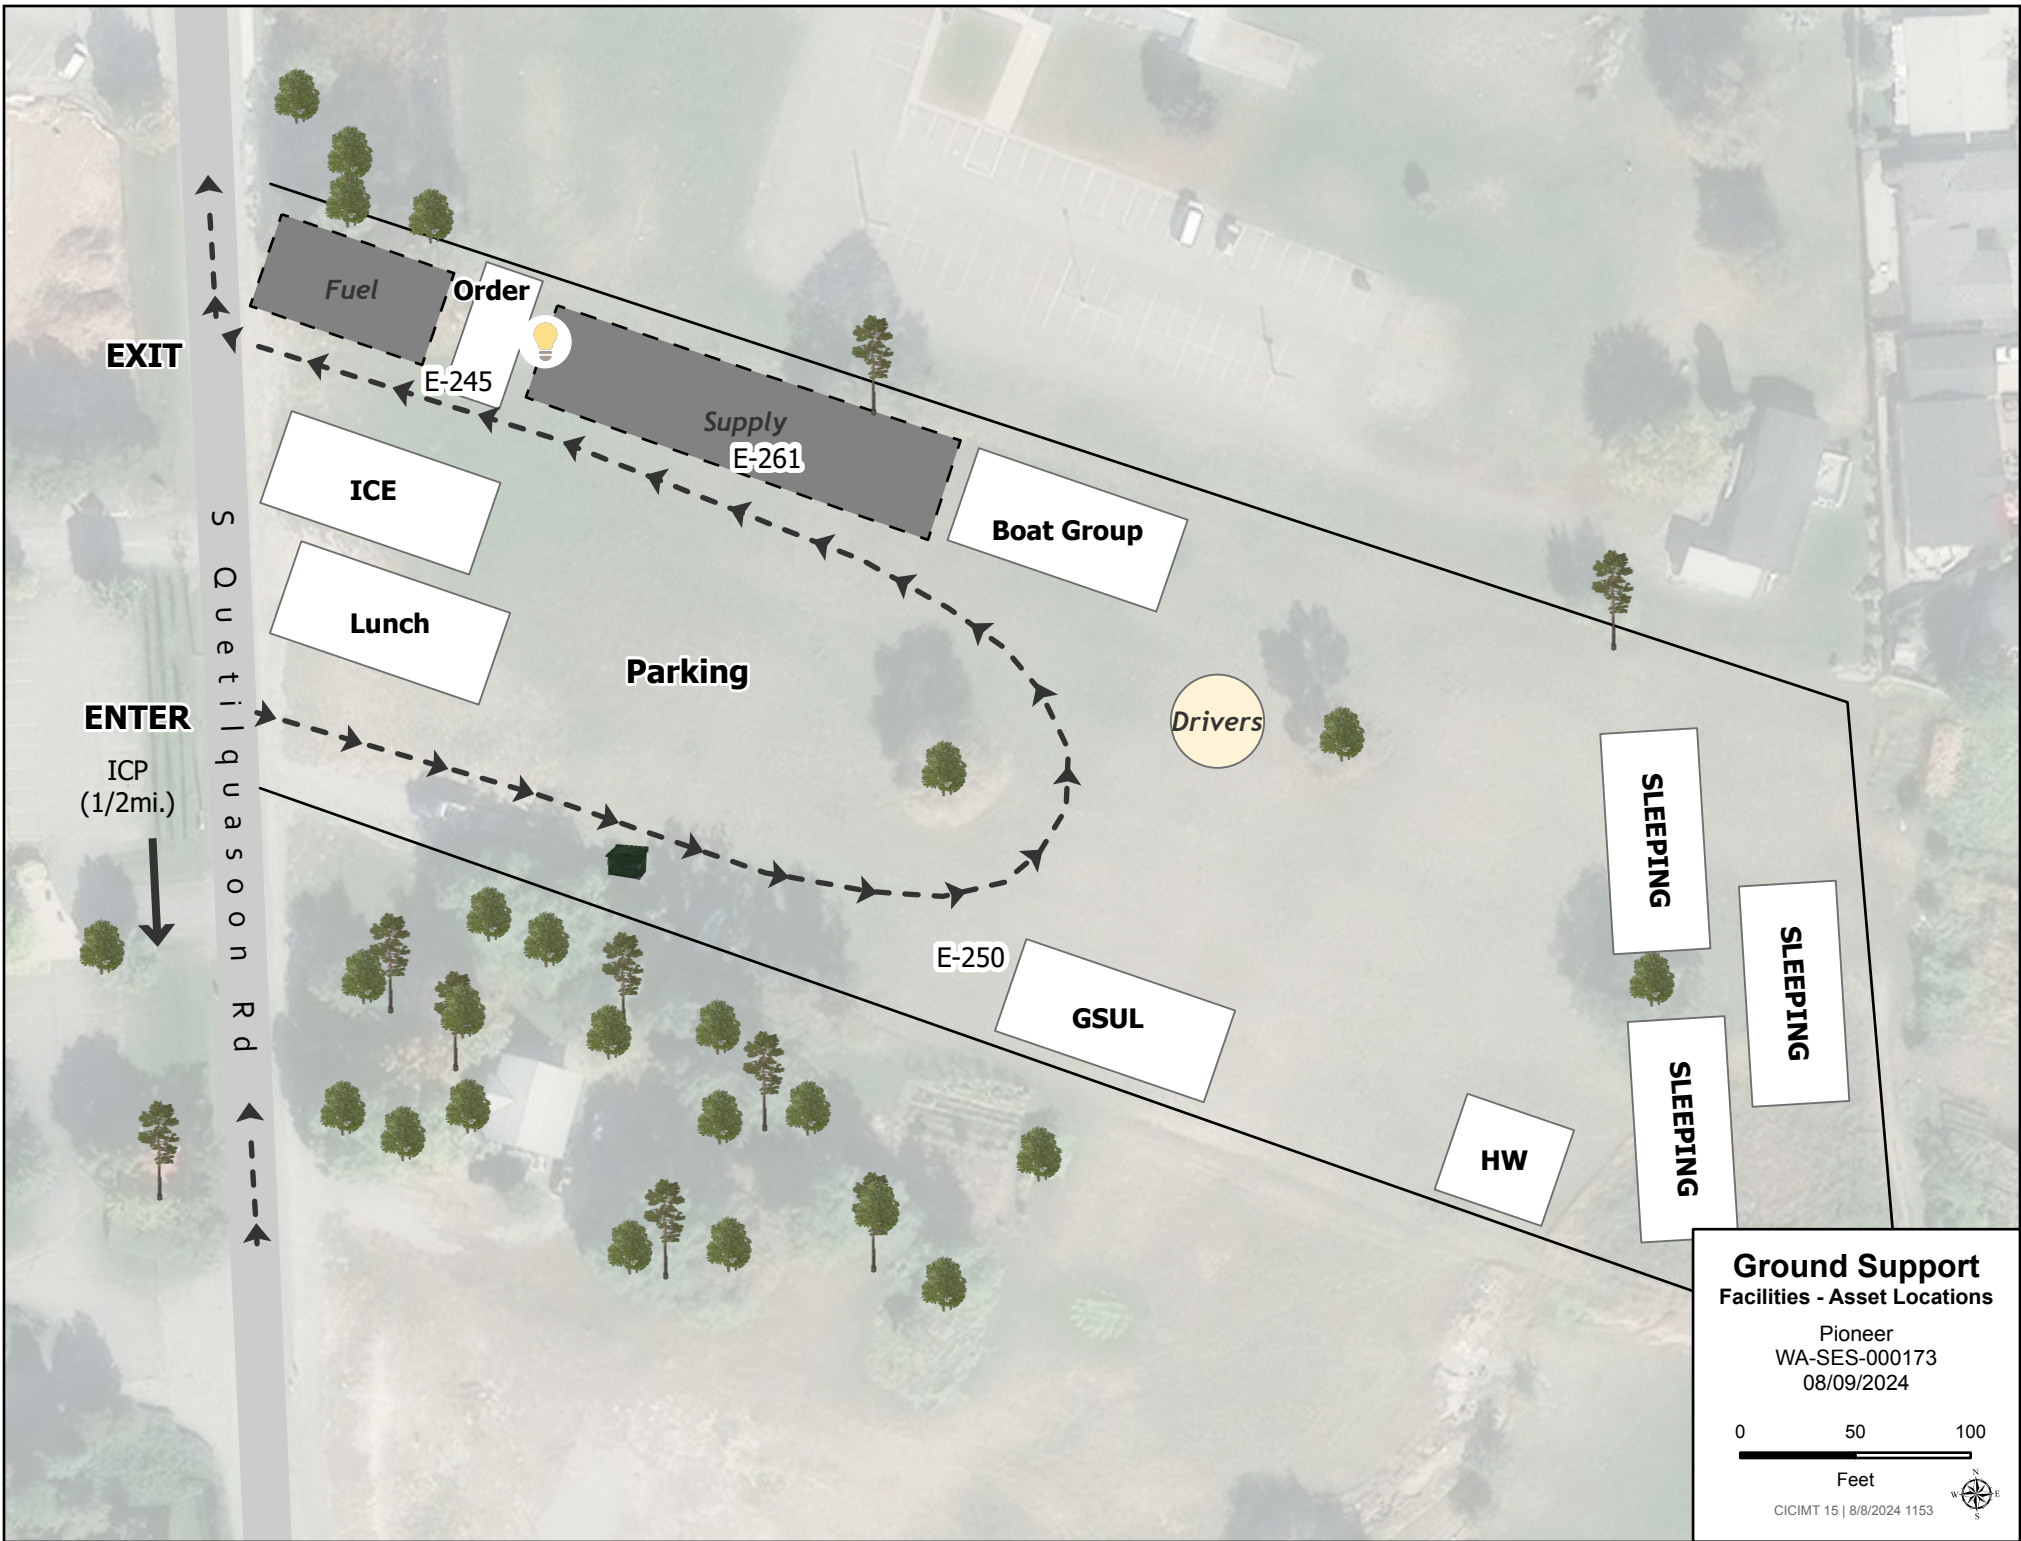 Fuel
Order
EXIT
E-245
Supply
E-261
ICE
Boat Group
Lunch
Parking
ENTER
ICP
(1/2mi.)
S Quetilquasoon Rd
Drivers
SLEEPING
SLEEPING
SLEEPING
E-250
GSUL
HW
Ground Support
Facilities - Asset Locations
Pioneer
WA-SES-000173
08/09/2024
0 50 100
Feet
N
W E
S
CICIMT 15 | 8/8/2024 1153